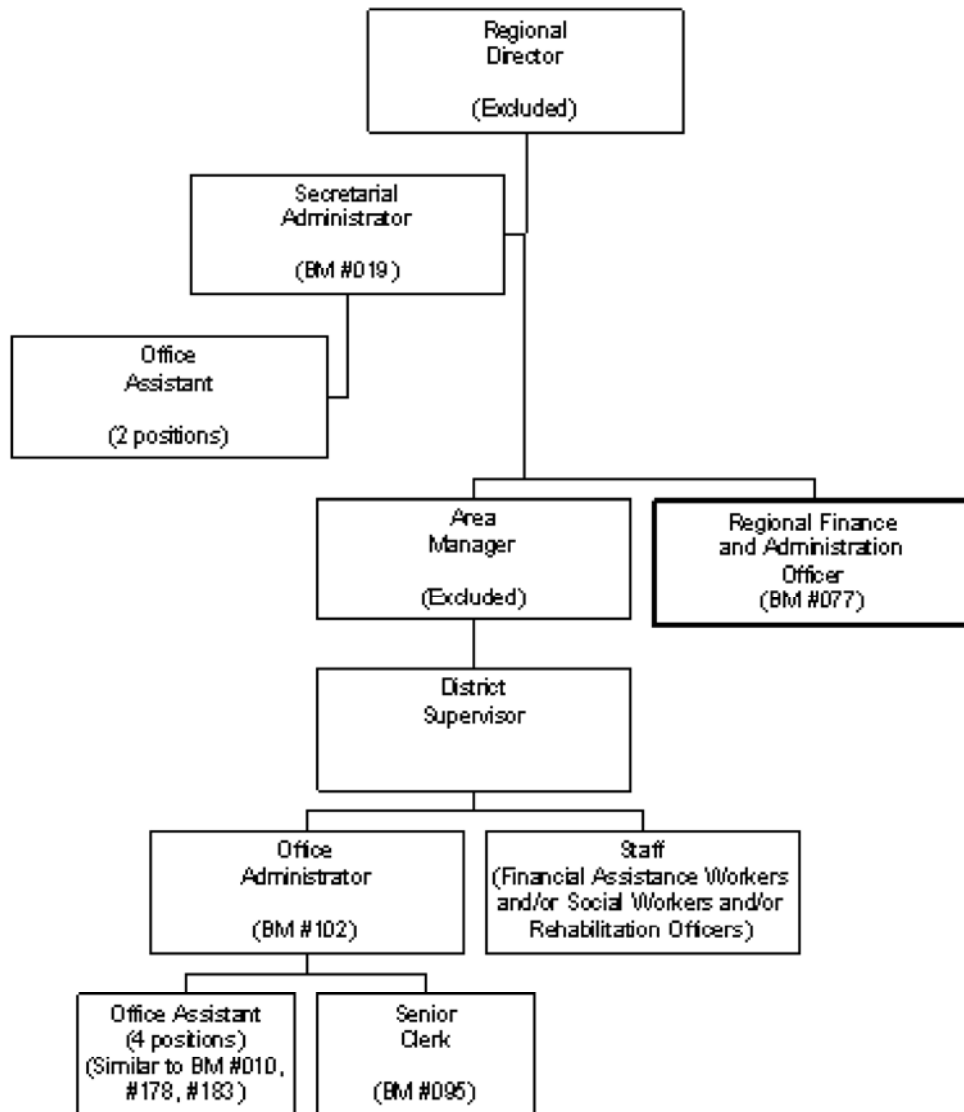 Regional
Director
(Excluded)
Secretarial
Administrator
(BM #019)
Office
Assistant
(2 positions)
Area
Manager
(Excluded)
Regional Finance
and Administration
Officer
(BM #077)
District
Supervisor
Office
Administrator
(BM #102)
Staff
(Financial Assistance Workers
and/or Social Workers and/or
Rehabilitation Officers)
Office Assistant
(4 positions)
(Similar to BM #010,
#178, #183)
Senior
Clerk
(BM #095)